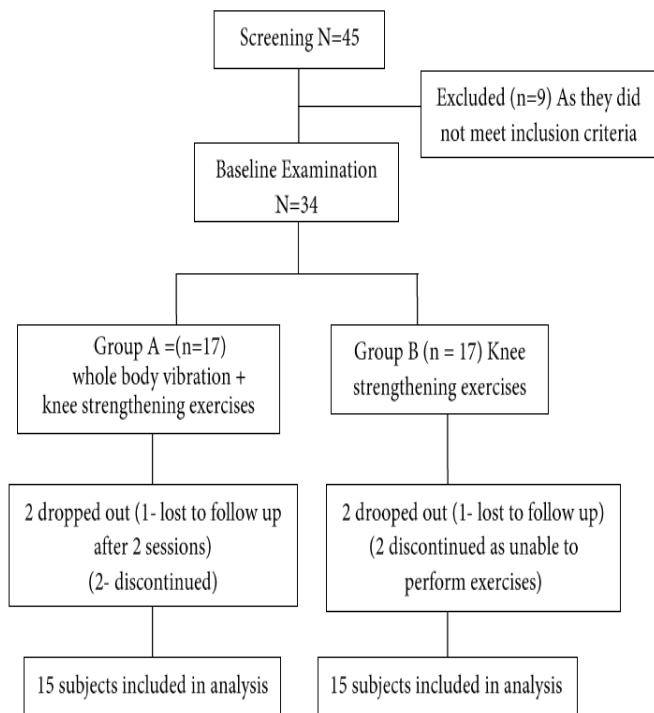 Screening N=45
Excluded (n=9) As they did
not meet inclusion criteria
Baseline Examination
N=34
Group A =(n=17)
whole body vibration +
knee strengthening exercises
Group B (n = 17) Knee
strengthening exercises
2 dropped out (1- lost to follow up
after 2 sessions)
(2- discontinued)
2 drooped out (1- lost to follow up)
(2 discontinued as unable to
perform exercises)
15 subjects included in analysis
15 subjects included in analysis